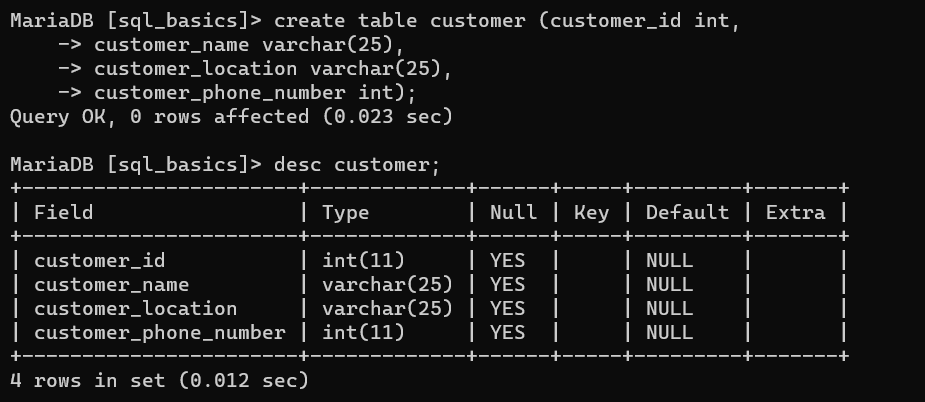 MariaDB [sql_basics]> create table customer (customer_id int,
    -> customer_name varchar(25),
    -> customer_location varchar(25),
    -> customer_phone_number int);
Query OK, 0 rows affected (0.023 sec)

MariaDB [sql_basics]> desc customer;
+-----------------------+-------------+------+-----+---------+-------+
| Field                 | Type        | Null | Key | Default | Extra |
+-----------------------+-------------+------+-----+---------+-------+
| customer_id           | int(11)     | YES  |     | NULL    |       |
| customer_name         | varchar(25) | YES  |     | NULL    |       |
| customer_location     | varchar(25) | YES  |     | NULL    |       |
| customer_phone_number | int(11)     | YES  |     | NULL    |       |
+-----------------------+-------------+------+-----+---------+-------+
4 rows in set (0.012 sec)